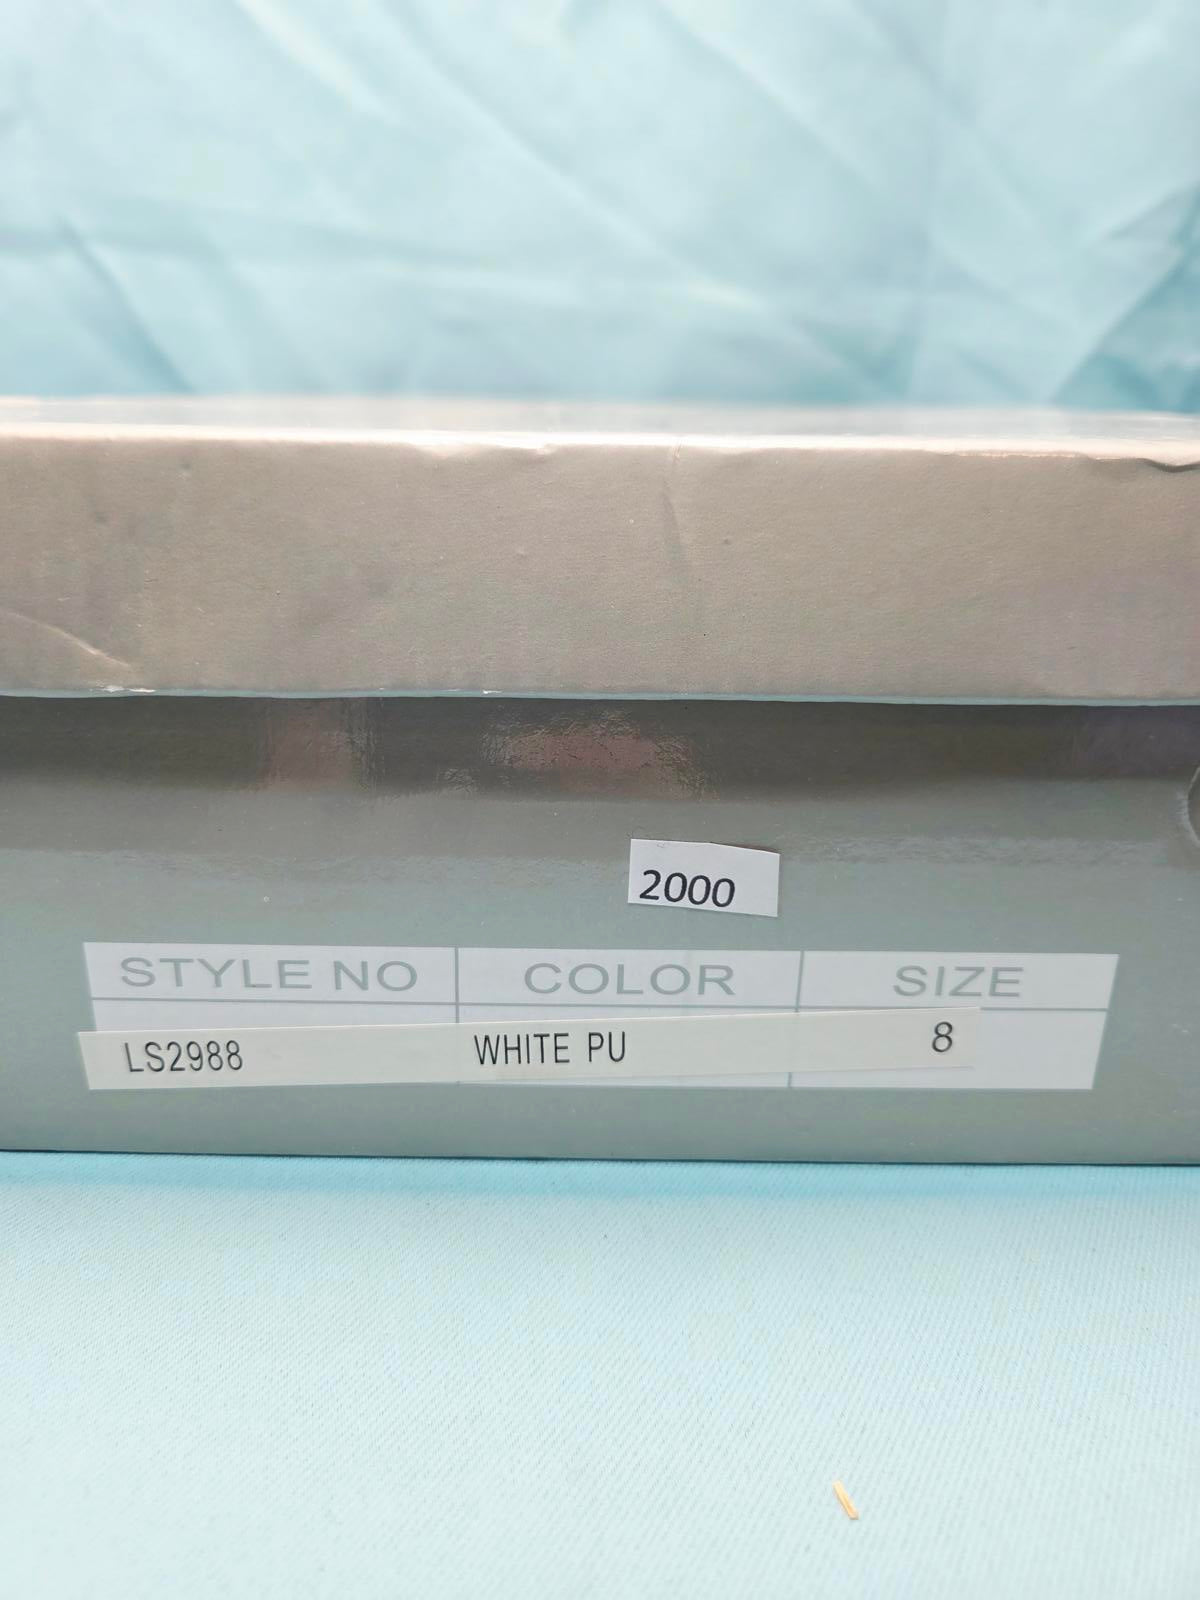 2000
STYLE NO COLOR SIZE
LS2988 WHITE PU 8